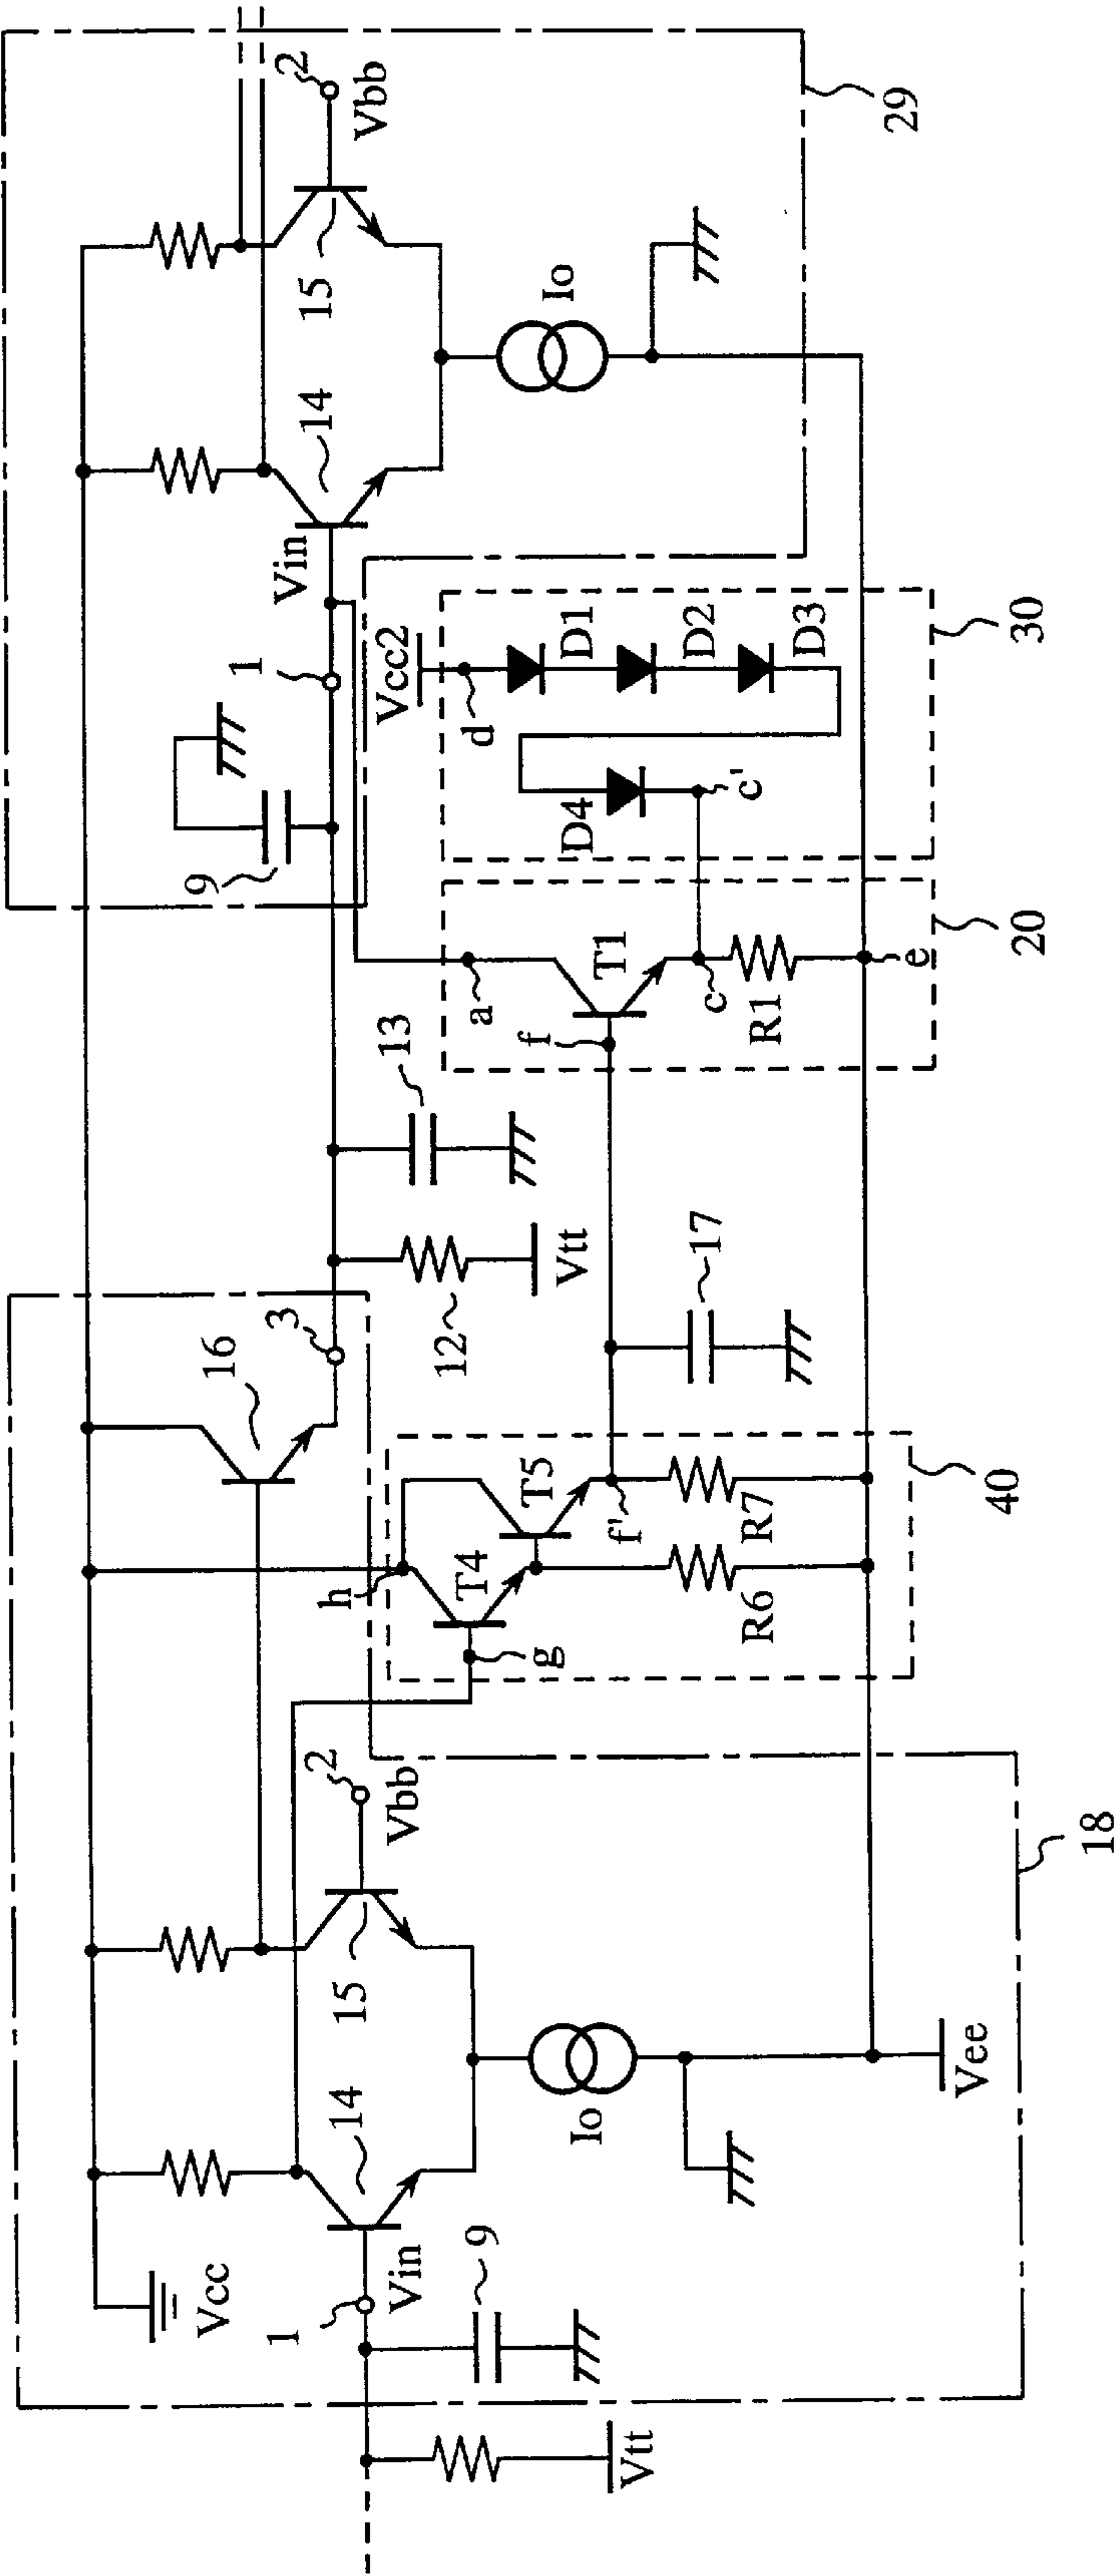 2
Vbb
15
14
Vin
Io
29
1
9
Vcc2
d
D1
D2
D3
D4
c'
30
a
T1
f
c
R1
e
20
13
12
Vtt
17
3
16
h
T4
T5
g
f'
R6
R7
40
2
Vbb
15
14
Vin
1
9
Io
Vcc
Vee
Vtt
18